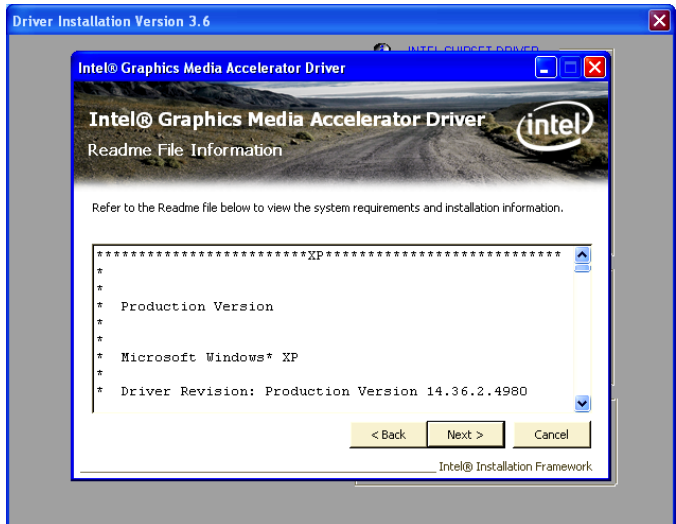 Driver Installation Version 3.6
INTEL CHIPSET DRIVER
Intel® Graphics Media Accelerator Driver
Intel® Graphics Media Accelerator Driver
Readme File Information
intel
Refer to the Readme file below to view the system requirements and installation information.
*************************XP****************************
*
*
* Production Version
*
*
* Microsoft Windows* XP
*
* Driver Revision: Production Version 14.36.2.4980
< Back
Next >
Cancel
Intel® Installation Framework